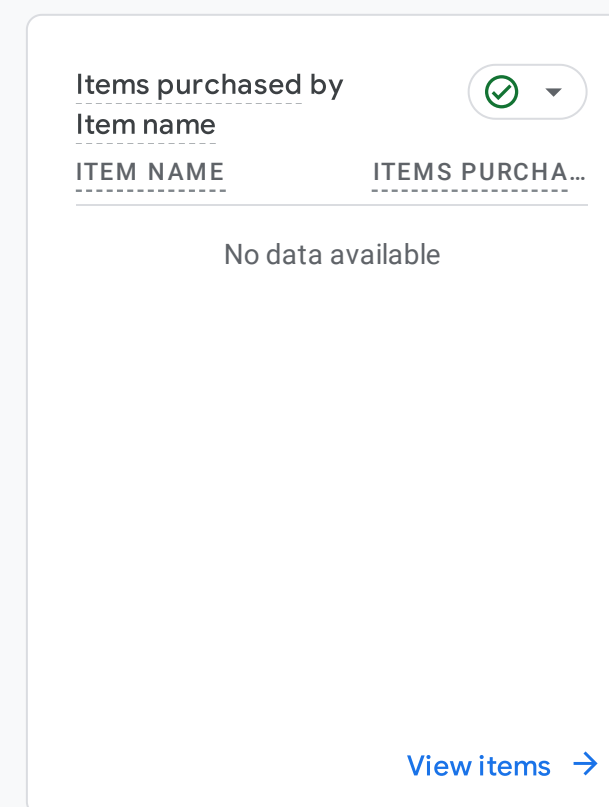 Items purchased by
Item name
ITEM NAME ITEMS PURCHA...
No data available
View items